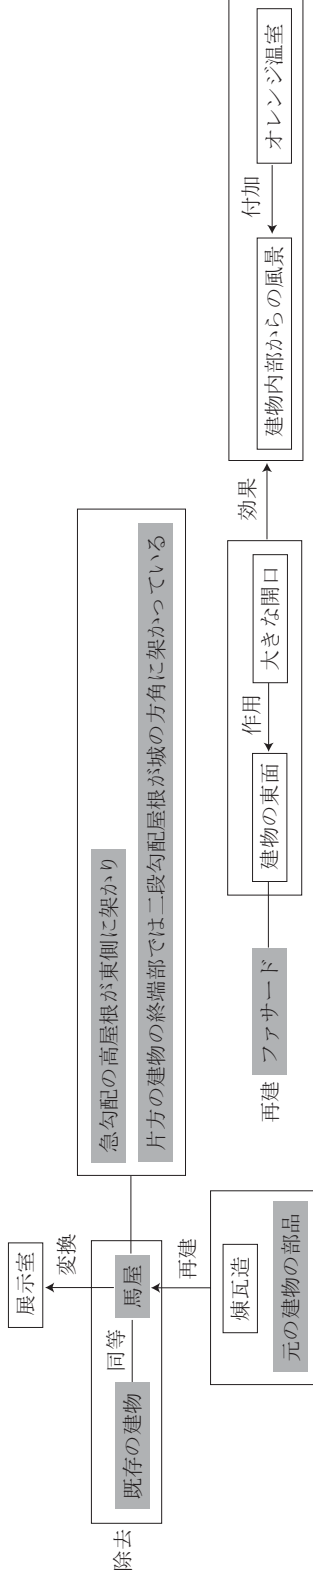 展示室
変換
除去
既存の建物
同等
馬屋
急勾配の高屋根が東側に架かり
片方の建物の終端部では二段勾配屋根が城の方角に架かっている
再建
煉瓦造
元の建物の部品
再建
ファサード
建物の東面
作用
大きな開口
効果
建物内部からの風景
付加
オレンジ温室